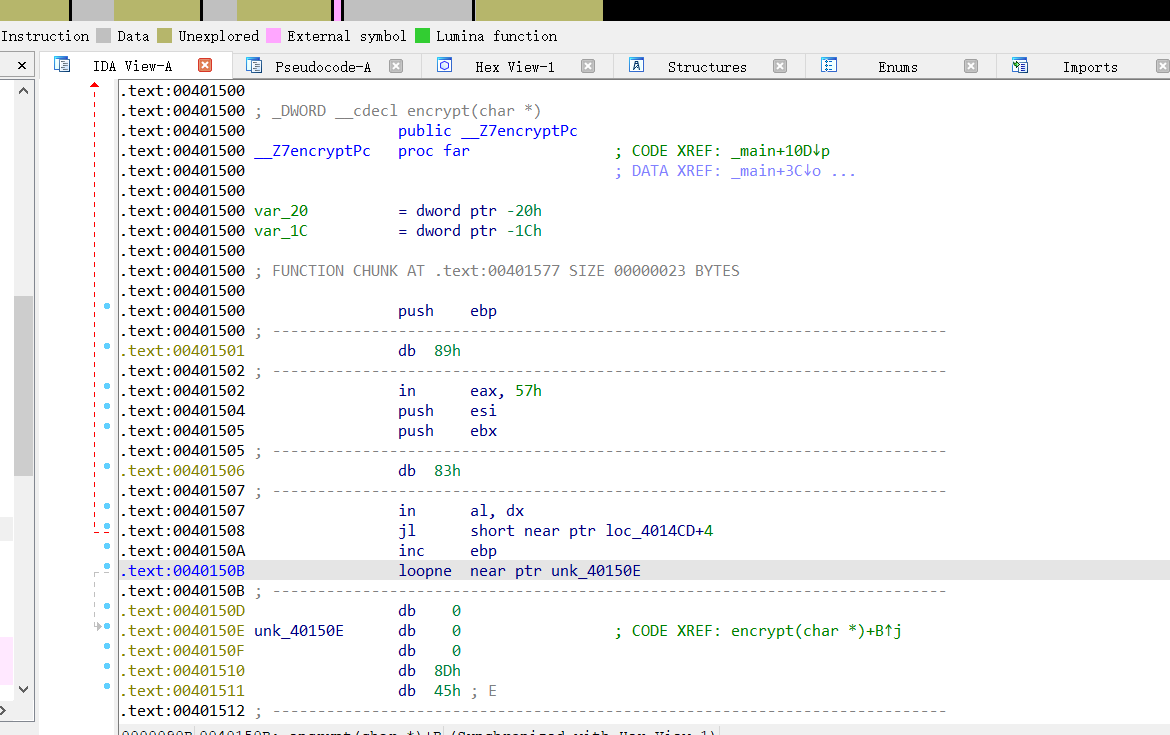 Instruction Data Unexplored External symbol Lumina function
IDA View-A Pseudocode-A Hex View-1 Structures Enums Imports
.text:00401500
.text:00401500 ; _DWORD __cdecl encrypt(char *)
.text:00401500 public __Z7encryptPc
.text:00401500 __Z7encryptPc proc far ; CODE XREF: _main+10D↓p
.text:00401500 ; DATA XREF: _main+3C↓o ...
.text:00401500
.text:00401500 var_20 = dword ptr -20h
.text:00401500 var_1C = dword ptr -1Ch
.text:00401500
.text:00401500 ; FUNCTION CHUNK AT .text:00401577 SIZE 00000023 BYTES
.text:00401500
.text:00401500 push ebp
.text:00401500 ; ---------------------------------------------------------------------------
.text:00401501 db 89h
.text:00401502 ; ---------------------------------------------------------------------------
.text:00401502 in eax, 57h
.text:00401504 push esi
.text:00401505 push ebx
.text:00401505 ; ---------------------------------------------------------------------------
.text:00401506 db 83h
.text:00401507 ; ---------------------------------------------------------------------------
.text:00401507 in al, dx
.text:00401508 jl short near ptr loc_4014CD+4
.text:0040150A inc ebp
.text:0040150B loopne near ptr unk_40150E
.text:0040150B ; ---------------------------------------------------------------------------
.text:0040150D db 0
.text:0040150E unk_40150E db 0 ; CODE XREF: encrypt(char *)+B↑j
.text:0040150F db 0
.text:00401510 db 8Dh
.text:00401511 db 45h ; E
.text:00401512 ; ---------------------------------------------------------------------------